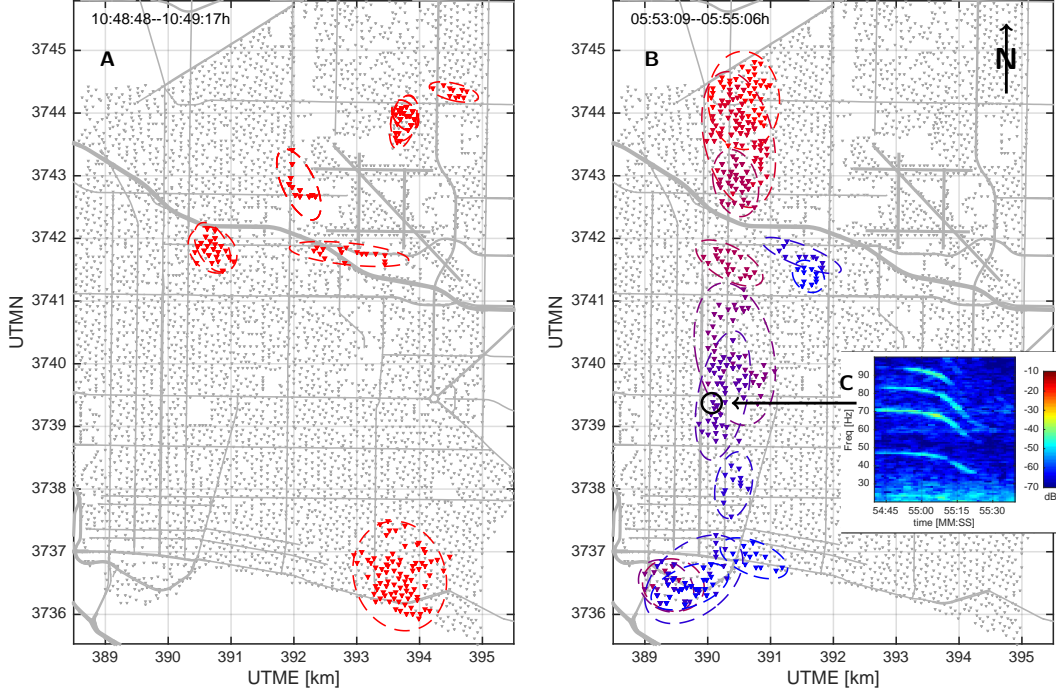 10:48:48--10:49:17h
A
3745
3744
3743
3742
3741
3740
3739
3738
3737
3736
UTMN
389 390 391 392 393 394 395
UTME [km]
05:53:09--05:55:06h
B
N
3745
3744
3743
3742
3741
3740
3739
3738
3737
3736
UTMN
389 390 391 392 393 394 395
UTME [km]
C
90
80
70
60
50
40
30
Freq [Hz]
54:45 55:00 55:15 55:30
time [MM:SS]
-10
-20
-30
-40
-50
-60
-70
dB